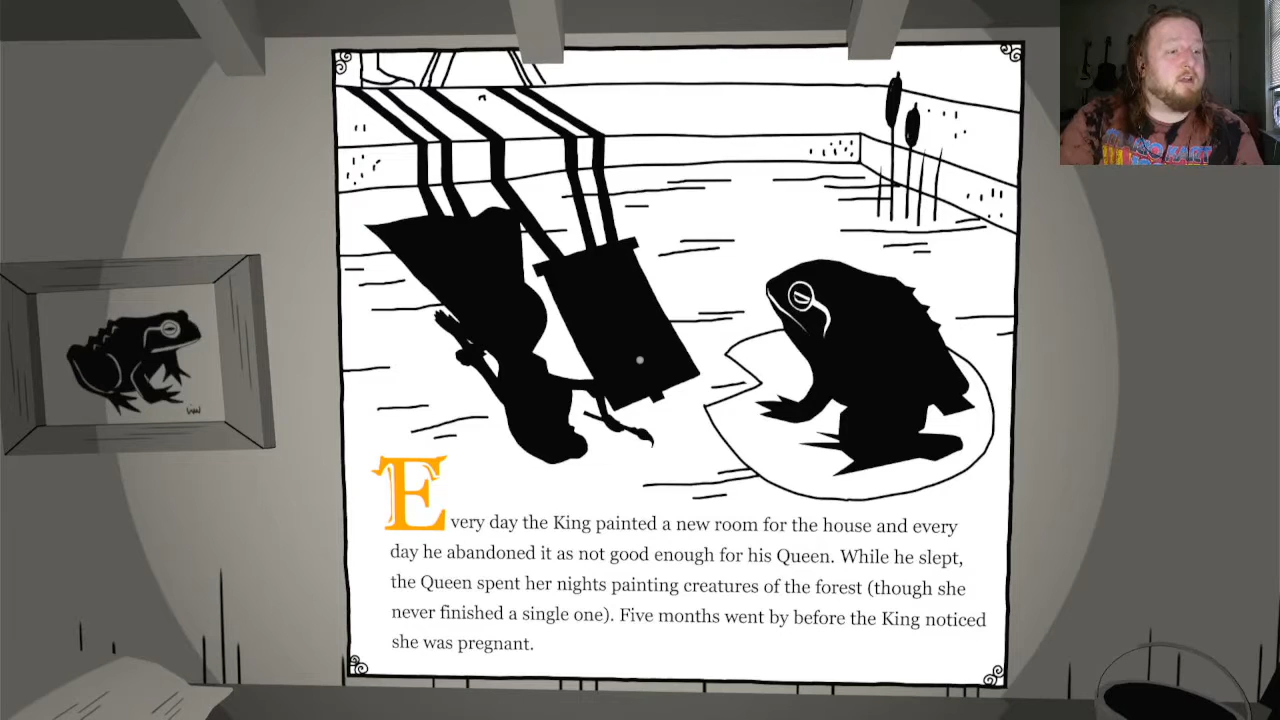 Every day the King painted a new room for the house and every
day he abandoned it as not good enough for his Queen. While he slept,
the Queen spent her nights painting creatures of the forest (though she
never finished a single one). Five months went by before the King noticed
she was pregnant.